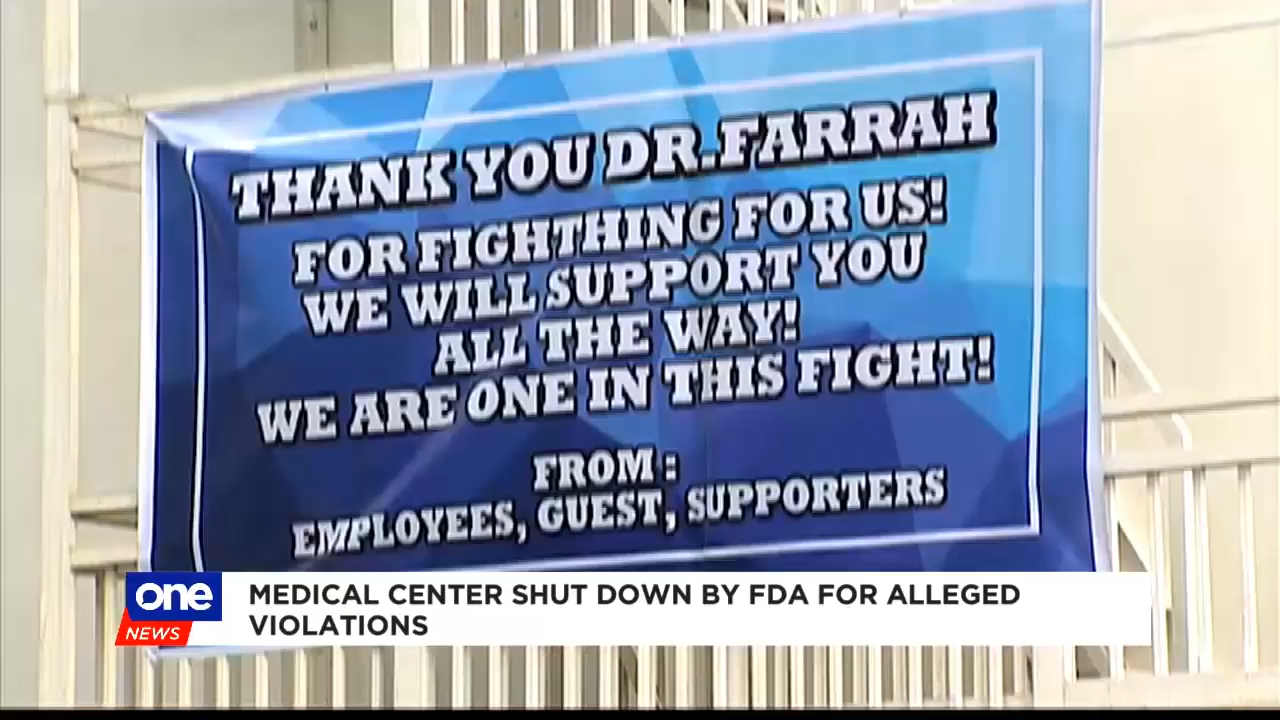 THANK YOU DR.FARRAH
FOR FIGHTHING FOR US!
WE WILL SUPPORT YOU
ALL THE WAY!
WE ARE ONE IN THIS FIGHT!
FROM :
EMPLOYEES, GUEST, SUPPORTERS
one
NEWS
MEDICAL CENTER SHUT DOWN BY FDA FOR ALLEGED
VIOLATIONS